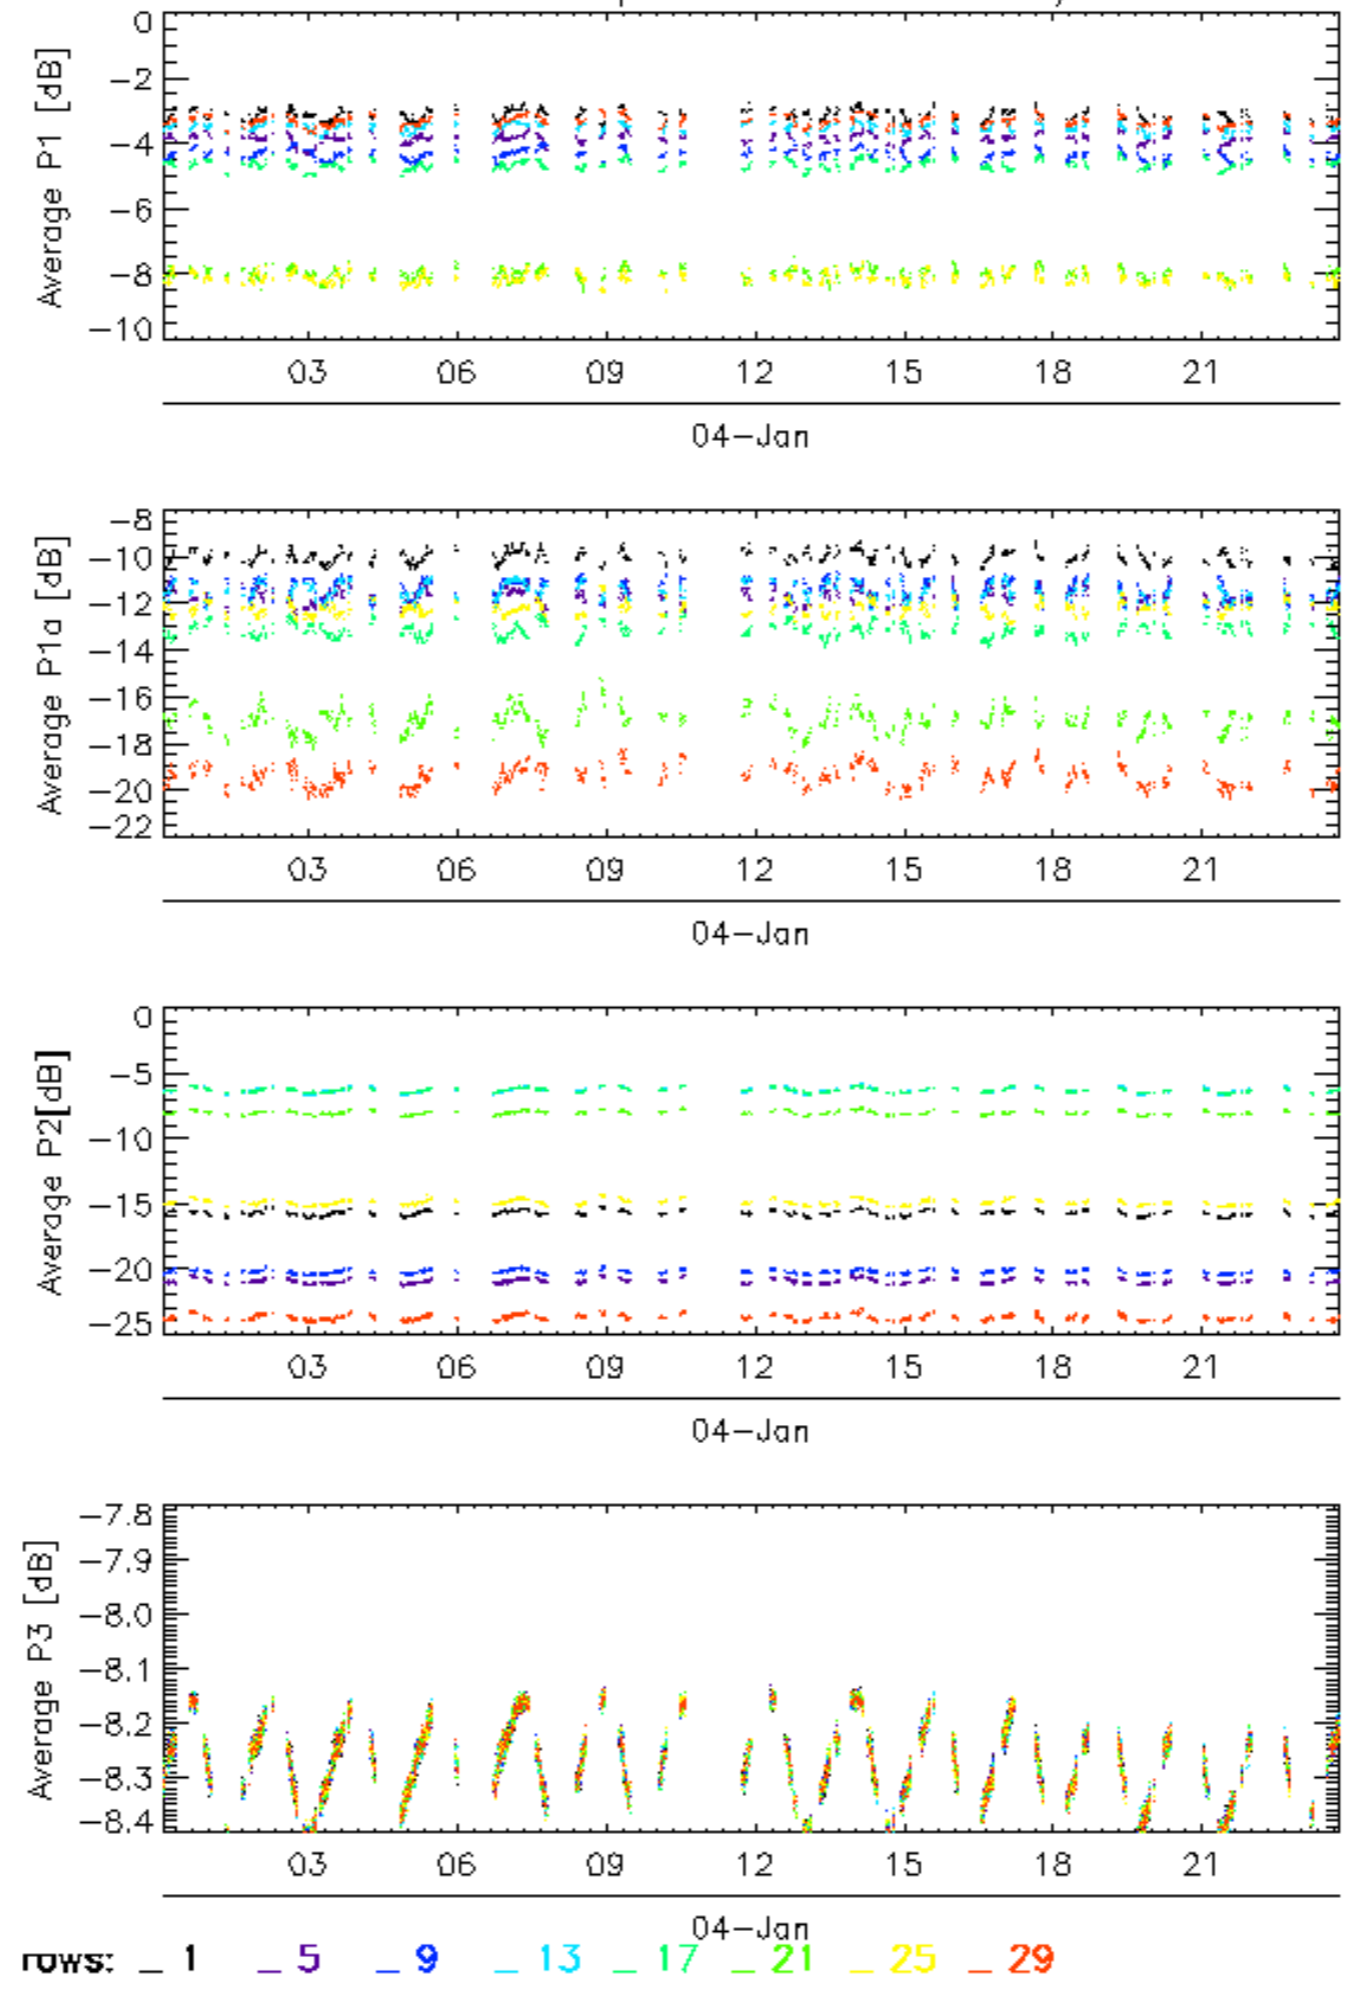 0
-2
-4
-6
-8
-10
Average P1 [dB]
03 06 09 12 15 18 21
04-Jan
-8
-10
-12
-14
-16
-18
-20
-22
Average P1a [dB]
03 06 09 12 15 18 21
04-Jan
0
-5
-10
-15
-20
-25
Average P2[dB]
03 06 09 12 15 18 21
04-Jan
-7.8
-7.9
-8.0
-8.1
-8.2
-8.3
-8.4
Average P3 [dB]
03 06 09 12 15 18 21
04-Jan
rows: _ 1 _ 5 _ 9 _ 13 _ 17 _ 21 _ 25 _ 29